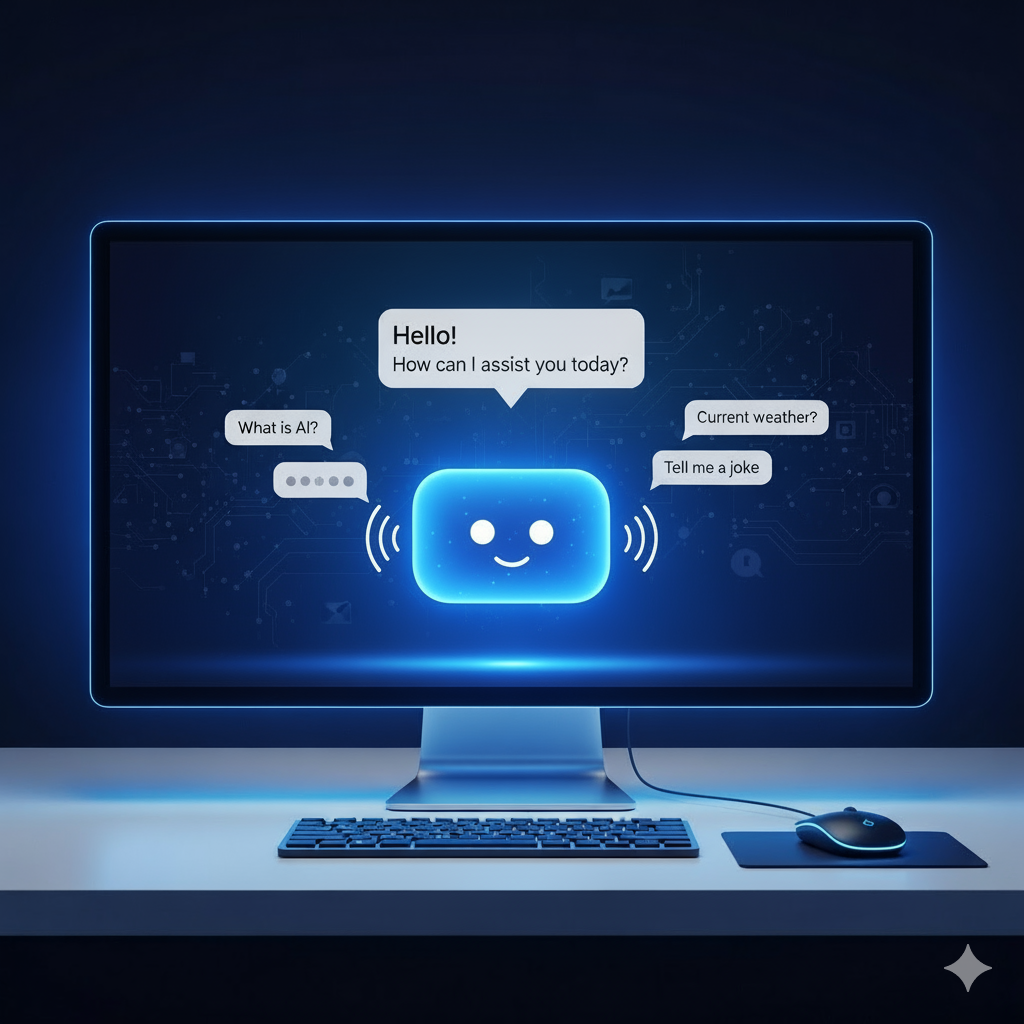 Hello!
How can I assist you today?
What is AI?
Current weather?
Tell me a joke